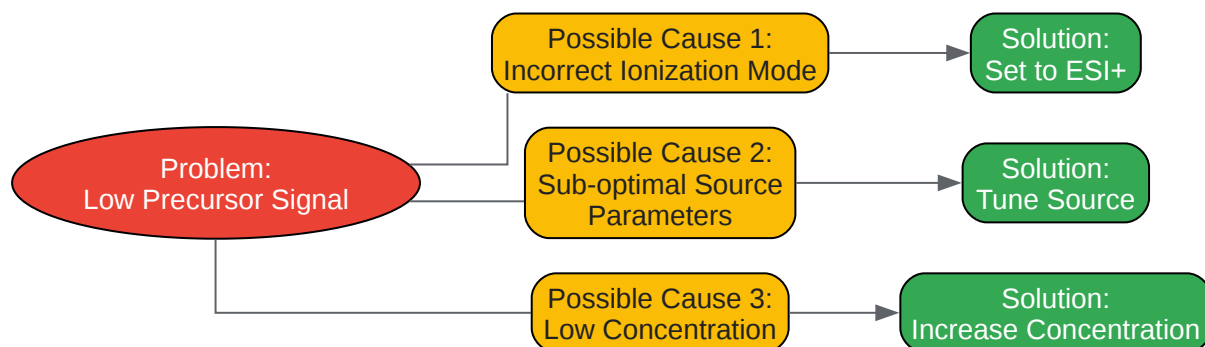 Problem:
Low Precursor Signal
Possible Cause 1:
Incorrect Ionization Mode
Solution:
Set to ESI+
Possible Cause 2:
Sub-optimal Source
Parameters
Solution:
Tune Source
Possible Cause 3:
Low Concentration
Solution:
Increase Concentration